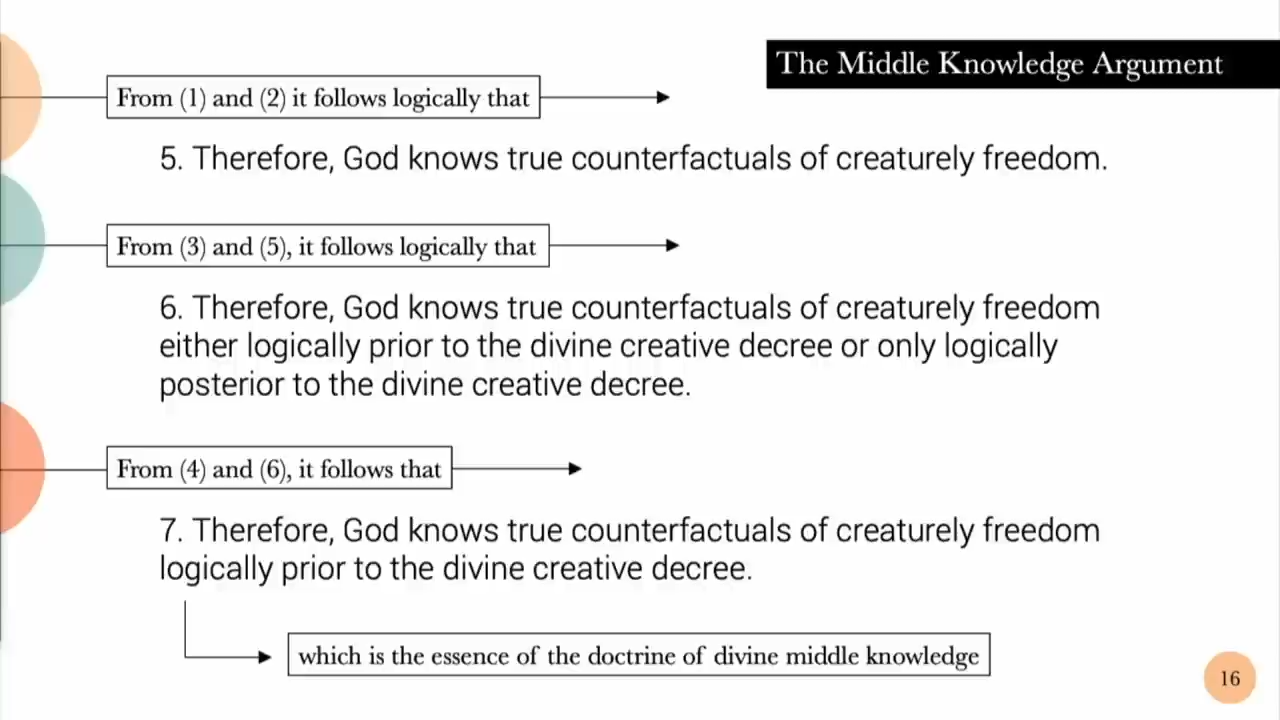 The Middle Knowledge Argument
From (1) and (2) it follows logically that
5. Therefore, God knows true counterfactuals of creaturely freedom.
From (3) and (5), it follows logically that
6. Therefore, God knows true counterfactuals of creaturely freedom
either logically prior to the divine creative decree or only logically
posterior to the divine creative decree.
From (4) and (6), it follows that
7. Therefore, God knows true counterfactuals of creaturely freedom
logically prior to the divine creative decree.
which is the essence of the doctrine of divine middle knowledge
16